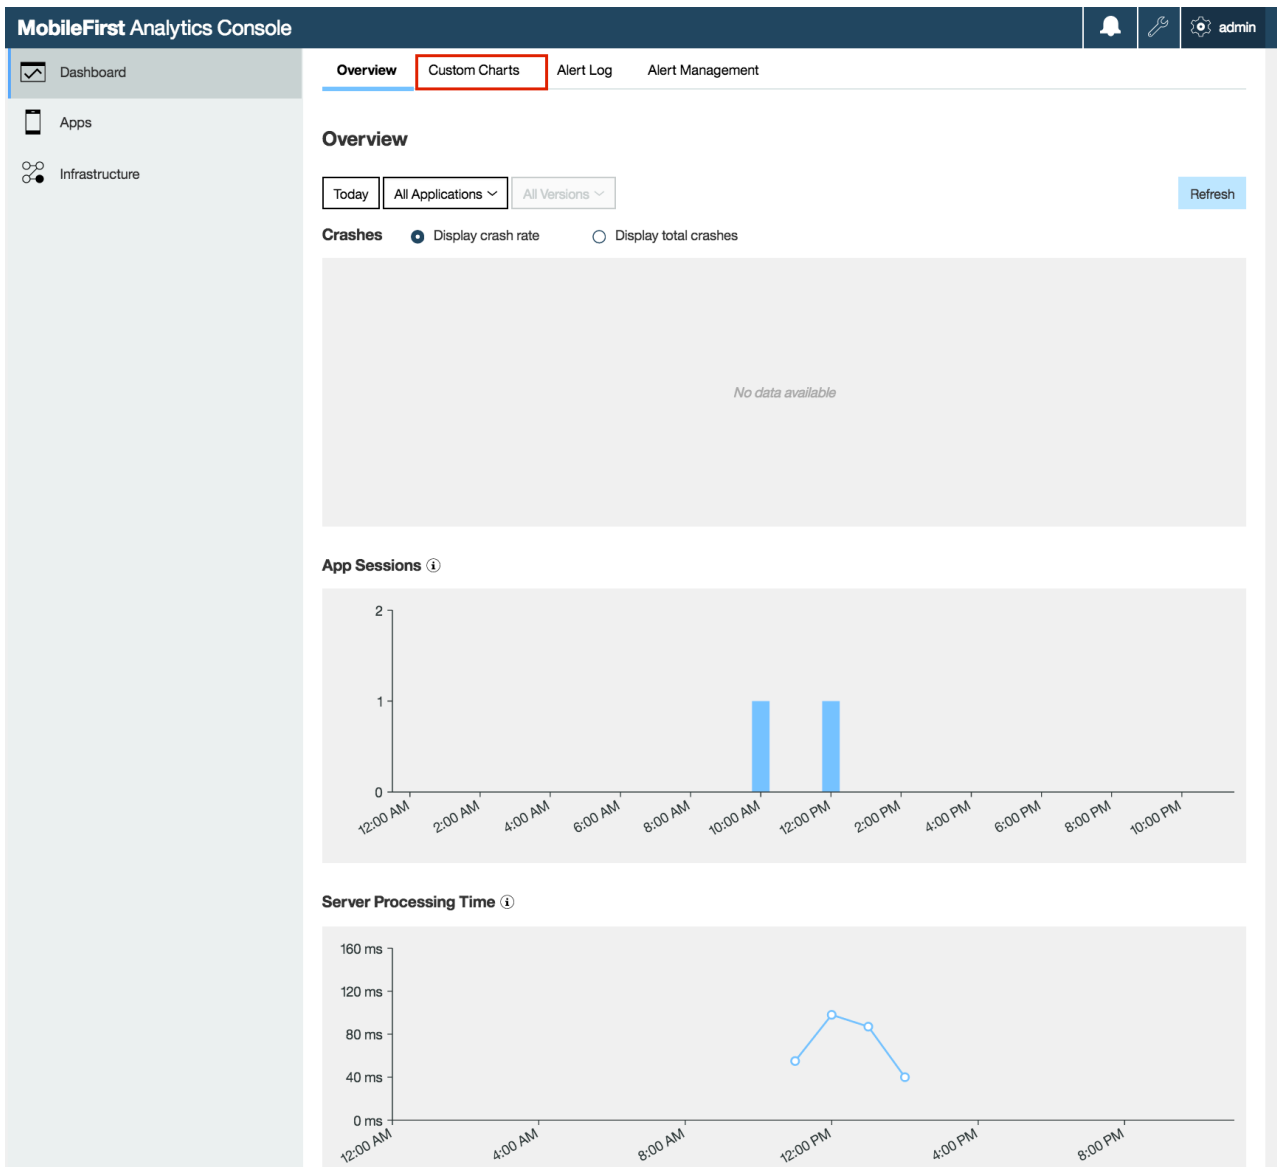 MobileFirst Analytics Console
admin
Dashboard
Apps
Infrastructure
Overview Custom Charts Alert Log Alert Management
Overview
Today All Applications All Versions Refresh
Crashes Display crash rate Display total crashes
No data available
App Sessions
2
1
0
12:00 AM 2:00 AM 4:00 AM 6:00 AM 8:00 AM 10:00 AM 12:00 PM 2:00 PM 4:00 PM 6:00 PM 8:00 PM 10:00 PM
Server Processing Time
160 ms
120 ms
80 ms
40 ms
0 ms
12:00 AM 4:00 AM 8:00 AM 12:00 PM 4:00 PM 8:00 PM